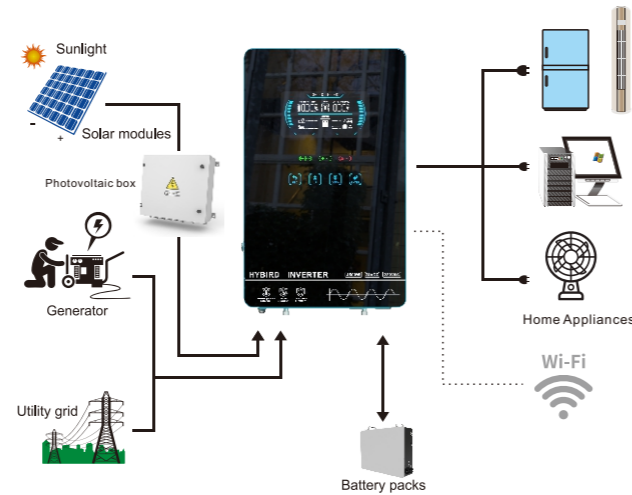 Sunlight
- +
Solar modules
Photovoltaic box
Generator
Utility grid
HYBIRD INVERTER
Battery packs
Home Appliances
Wi-Fi